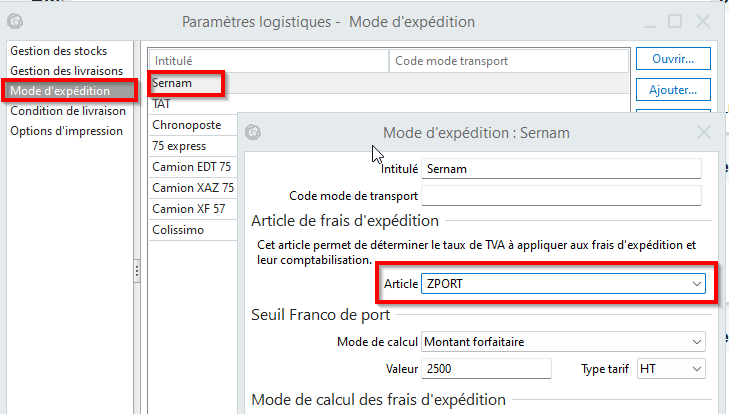 Paramètres logistiques - Mode d'expédition
Gestion des stocks
Gestion des livraisons
Mode d'expédition
Condition de livraison
Options d'impression
Intitulé Code mode transport
Sernam
TAT
Chronoposte
75 express
Camion EDT 75
Camion XAZ 75
Camion XF 57
Colissimo
Ouvrir...
Ajouter...
Mode d'expédition : Sernam
Intitulé Sernam
Code mode de transport
Article de frais d'expédition
Cet article permet de déterminer le taux de TVA à appliquer aux frais d'expédition et
leur comptabilisation.
Article ZPORT
Seuil Franco de port
Mode de calcul Montant forfaitaire
Valeur 2500 Type tarif HT
Mode de calcul des frais d'expédition